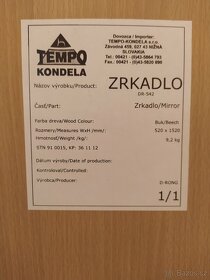 TEMPO
KONDELA
Dovozca / Importer:
TEMPO-KONDELA s.r.o.
Závodná 459, 027 43 NIŽNÁ
SLOVAKIA
Tel: 00421 - (0)43-5864 793
Fax: 00421 - (0)43-5830 890
Názov výrobku/Product:
ZRKADLO
DR-542
Časť/Part:
Zrkadlo/Mirror
Farba dreva/Wood Colour:
Buk/Beech
Rozmery/Measures WxH /mm/:
520 x 1520
Hmotnosť/Weight /kg/:
9,2 kg
STN 91 0015, KP: 36 11 12
Dátum výroby/Date of production:
Kontroloval/Controlled:
Výrobca/Producer:
D-RONG
1/1